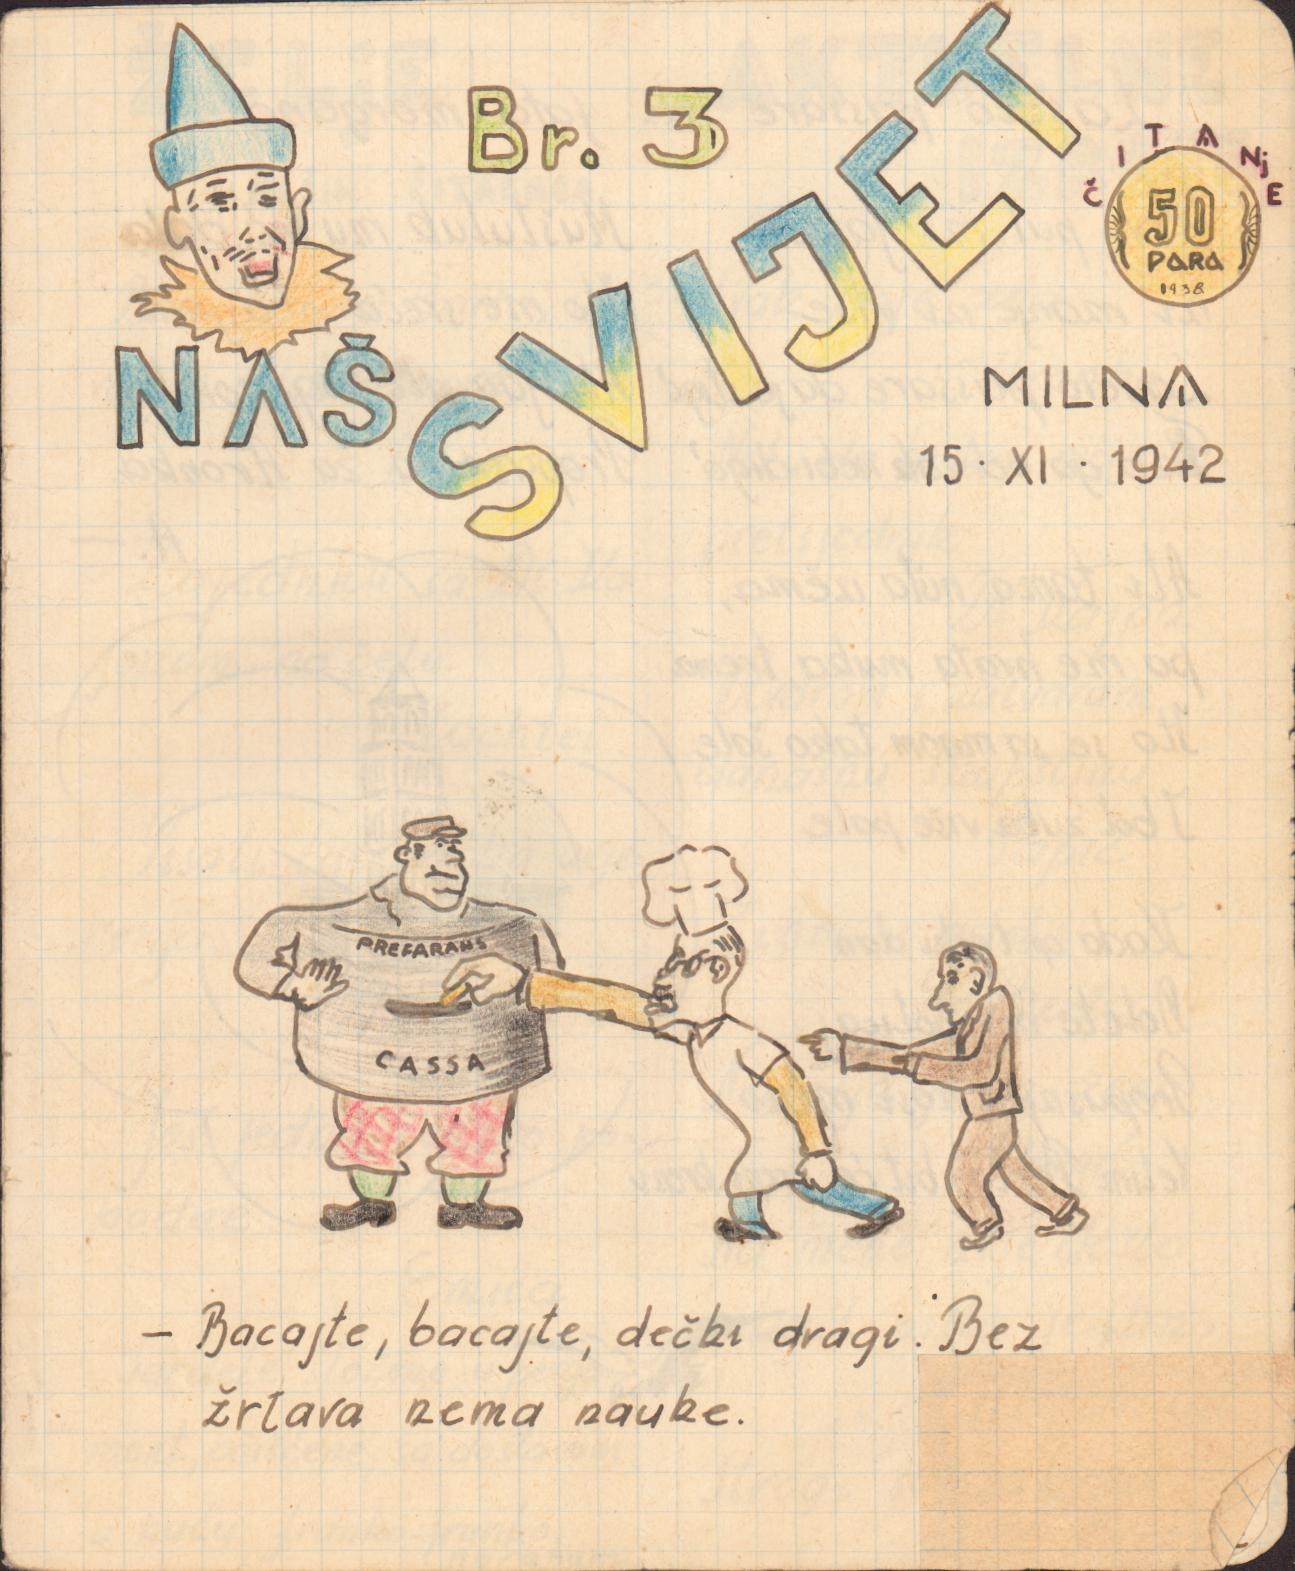 Br. 3
NAŠ SVIJET
ČITANjE
50
PARA
1938
MILNA
15 · XI · 1942
PREFARANS
CASSA
– Bacajte, bacajte, dečki dragi. Bez
žrtava nema nauke.